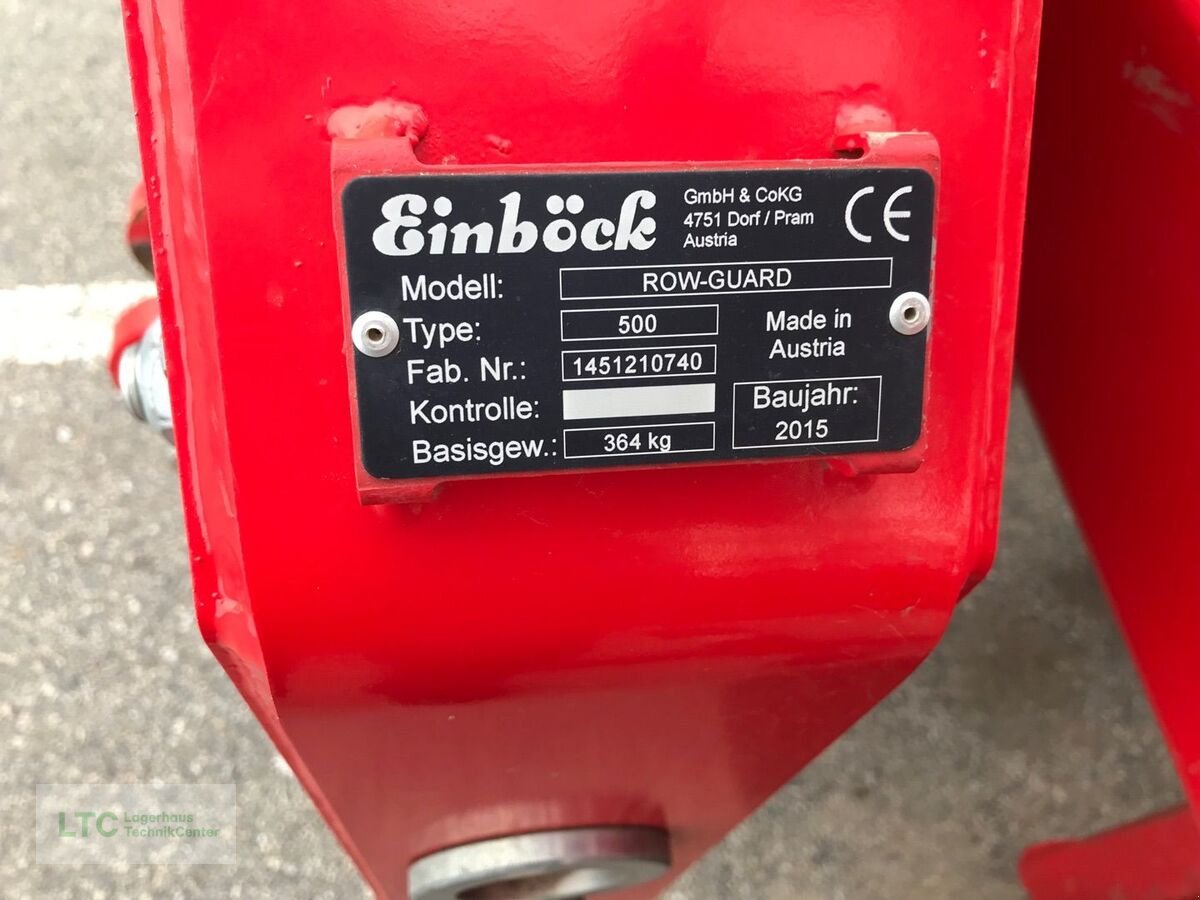 Einböck
GmbH & CoKG
4751 Dorf / Pram
Austria
CE
Modell: ROW-GUARD
Type: 500
Made in
Austria
Fab. Nr.: 1451210740
Kontrolle:
Baujahr:
2015
Basisgew.: 364 kg
LTC Lagerhaus
TechnikCenter